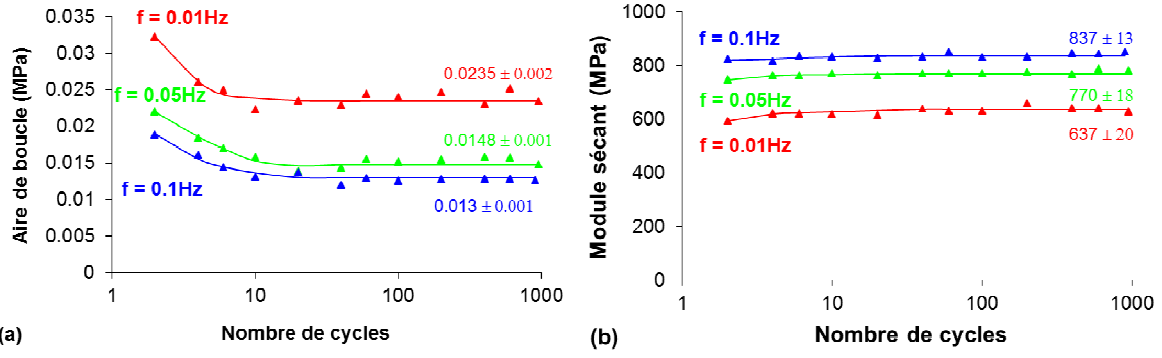 Aire de boucle (MPa)
0.035
0.03
0.025
0.02
0.015
0.01
0.005
0
f = 0.01Hz
0.0235 ± 0.002
f = 0.05Hz
0.0148 ± 0.001
f = 0.1Hz
0.013 ± 0.001
1
10
100
1000
Nombre de cycles
(a)
Module sécant (MPa)
1000
800
600
400
200
0
f = 0.1Hz
837 ± 13
f = 0.05Hz
770 ± 18
f = 0.01Hz
637 ± 20
1
10
100
1000
Nombre de cycles
(b)